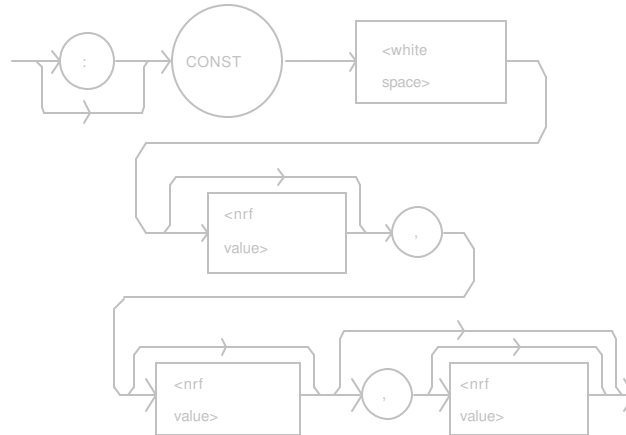 :
CONST
<white
space>
<nrf
value>
,
<nrf
value>
,
<nrf
value>